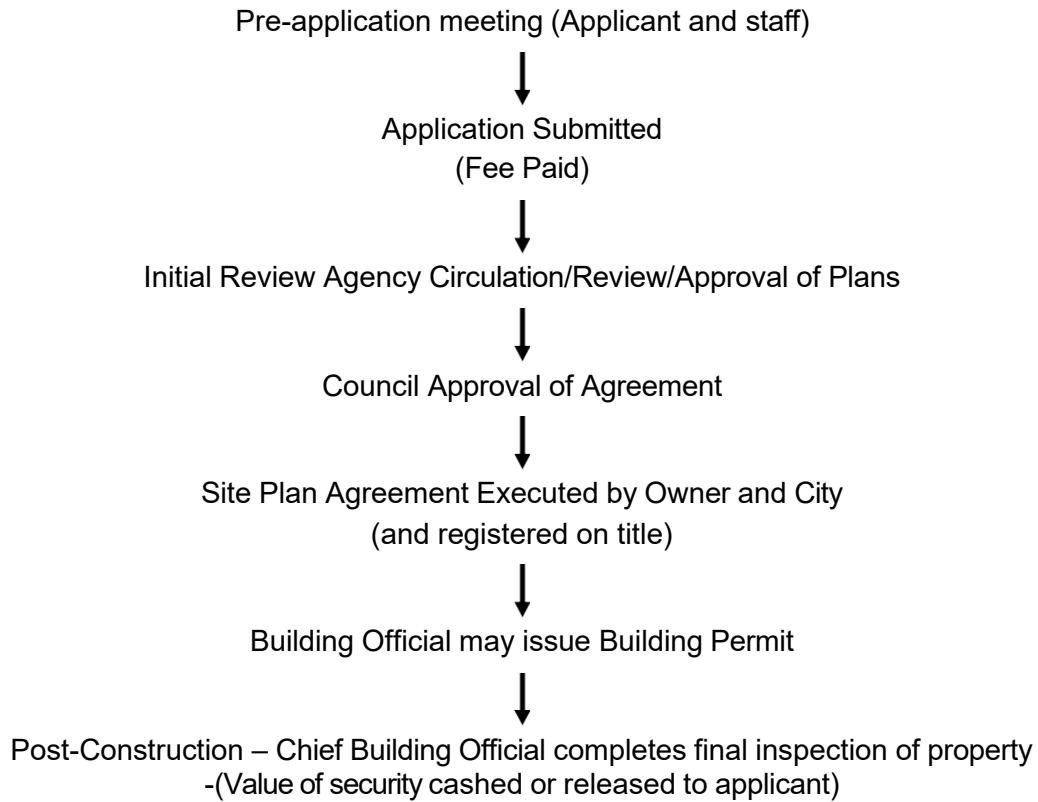 Pre-application meeting (Applicant and staff)
Application Submitted
(Fee Paid)
Initial Review Agency Circulation/Review/Approval of Plans
Council Approval of Agreement
Site Plan Agreement Executed by Owner and City
(and registered on title)
Building Official may issue Building Permit
Post-Construction – Chief Building Official completes final inspection of property
-(Value of security cashed or released to applicant)